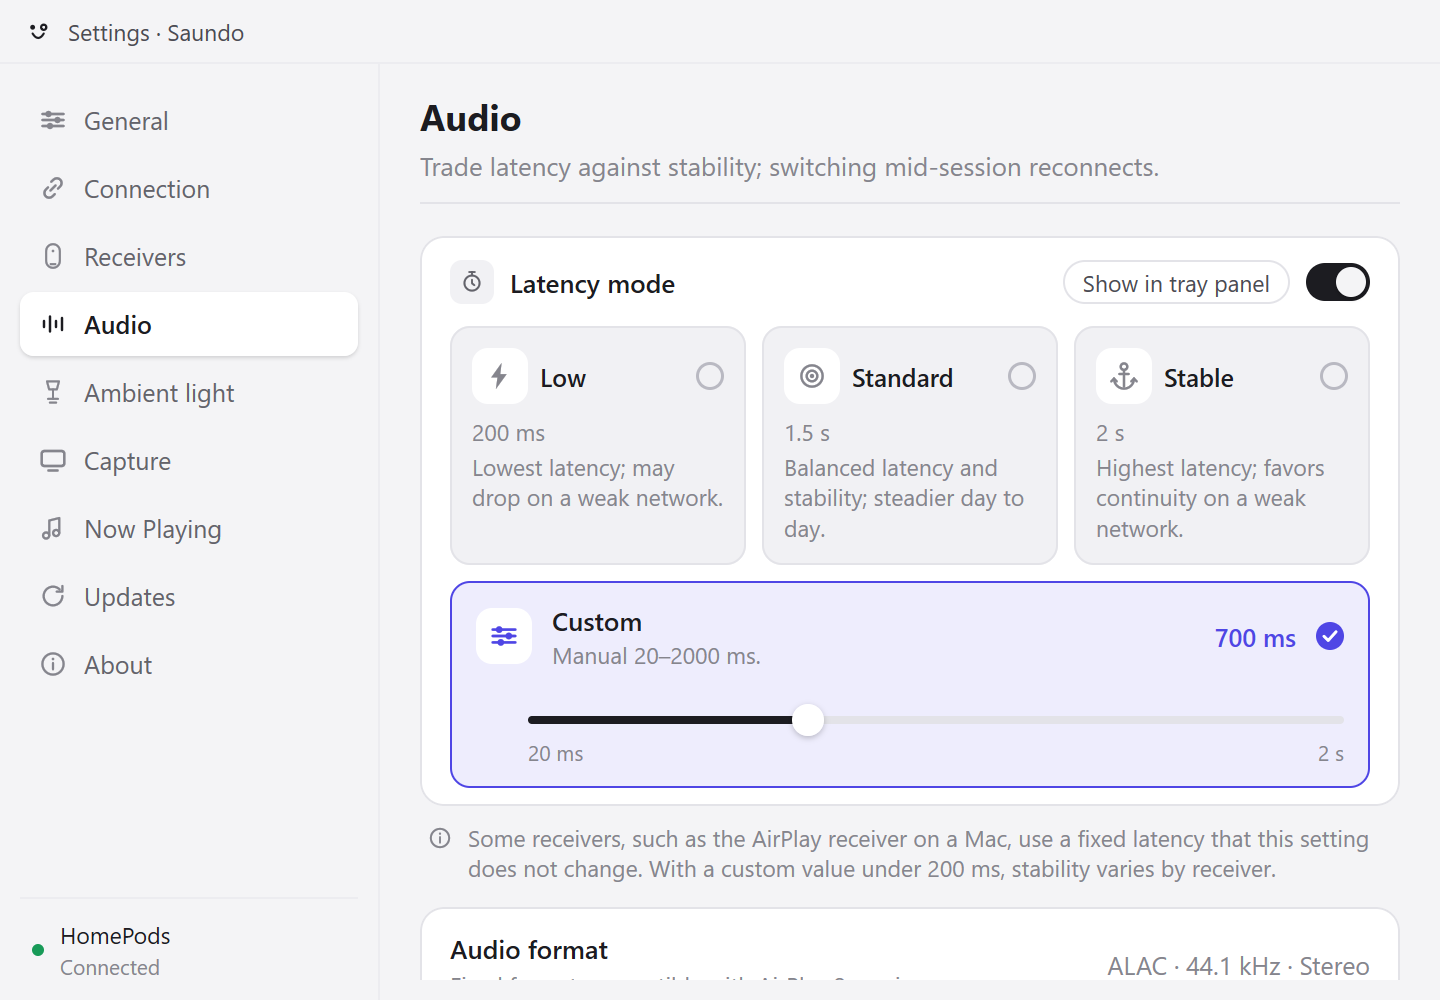 Settings · Saundo
General
Connection
Receivers
Audio
Ambient light
Capture
Now Playing
Updates
About
HomePods
Connected
Audio
Trade latency against stability; switching mid-session reconnects.
Latency mode
Show in tray panel
Low
200 ms
Lowest latency; may
drop on a weak network.
Standard
1.5 s
Balanced latency and
stability; steadier day to
day.
Stable
2 s
Highest latency; favors
continuity on a weak
network.
Custom
Manual 20–2000 ms.
700 ms
20 ms
2 s
Some receivers, such as the AirPlay receiver on a Mac, use a fixed latency that this setting
does not change. With a custom value under 200 ms, stability varies by receiver.
Audio format
ALAC · 44.1 kHz · Stereo